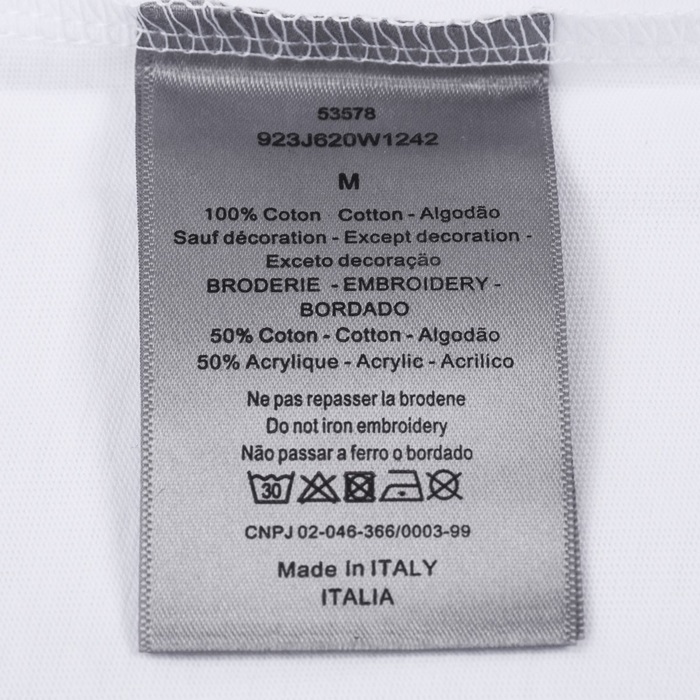 53578
923J620W1242
M
100% Coton Cotton - Algodão
Sauf décoration - Except decoration -
Exceto decoração
BRODERIE - EMBROIDERY -
BORDADO
50% Coton - Cotton - Algodão
50% Acrylique - Acrylic - Acrilico
Ne pas repasser la brodene
Do not iron embroidery
Não passar a ferro o bordado
30
CNPJ 02-046-366/0003-99
Made in ITALY
ITALIA